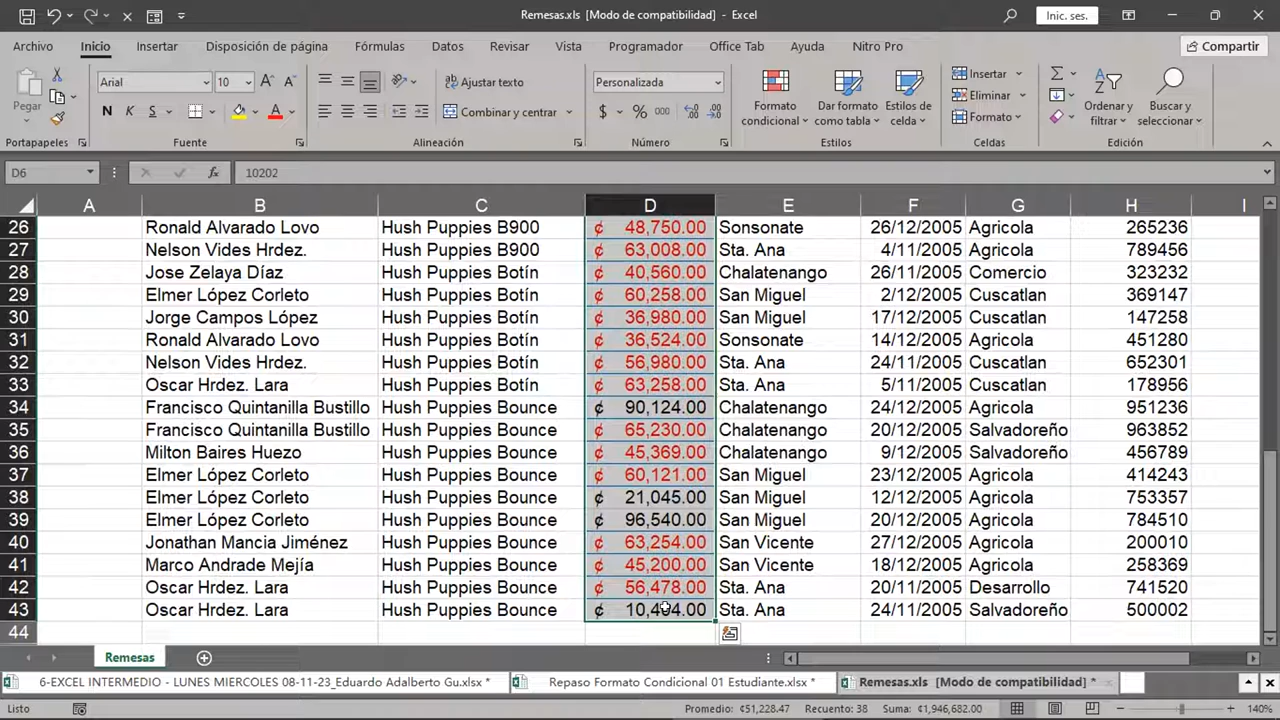 Remesas.xls [Modo de compatibilidad] - Excel
Inic. ses.
Archivo Inicio Insertar Disposición de página Fórmulas Datos Revisar Vista Programador Office Tab Ayuda Nitro Pro Compartir
Pegar
Arial 10
N K S
Ajustar texto
Combinar y centrar
Personalizada
$ % 000
Formato condicional
Dar formato como tabla
Estilos de celda
Insertar
Eliminar
Formato
Ordenar y filtrar
Buscar y seleccionar
Portapapeles Fuente Alineación Número Estilos Celdas Edición
D6 fx 10202
A B C D E F G H I
26 Ronald Alvarado Lovo Hush Puppies B900 ¢ 48,750.00 Sonsonate 26/12/2005 Agricola 265236
27 Nelson Vides Hrdez. Hush Puppies B900 ¢ 63,008.00 Sta. Ana 4/11/2005 Agricola 789456
28 Jose Zelaya Díaz Hush Puppies Botín ¢ 40,560.00 Chalatenango 26/11/2005 Comercio 323232
29 Elmer López Corleto Hush Puppies Botín ¢ 60,258.00 San Miguel 2/12/2005 Cuscatlan 369147
30 Jorge Campos López Hush Puppies Botín ¢ 36,980.00 San Miguel 17/12/2005 Cuscatlan 147258
31 Ronald Alvarado Lovo Hush Puppies Botín ¢ 36,524.00 Sonsonate 14/12/2005 Agricola 451280
32 Nelson Vides Hrdez. Hush Puppies Botín ¢ 56,980.00 Sta. Ana 24/11/2005 Cuscatlan 652301
33 Oscar Hrdez. Lara Hush Puppies Botín ¢ 63,258.00 Sta. Ana 5/11/2005 Cuscatlan 178956
34 Francisco Quintanilla Bustillo Hush Puppies Bounce ¢ 90,124.00 Chalatenango 24/12/2005 Agricola 951236
35 Francisco Quintanilla Bustillo Hush Puppies Bounce ¢ 65,230.00 Chalatenango 20/12/2005 Salvadoreño 963852
36 Milton Baires Huezo Hush Puppies Bounce ¢ 45,369.00 Chalatenango 9/12/2005 Salvadoreño 456789
37 Elmer López Corleto Hush Puppies Bounce ¢ 60,121.00 San Miguel 23/12/2005 Agricola 414243
38 Elmer López Corleto Hush Puppies Bounce ¢ 21,045.00 San Miguel 12/12/2005 Agricola 753357
39 Elmer López Corleto Hush Puppies Bounce ¢ 96,540.00 San Miguel 20/12/2005 Agricola 784510
40 Jonathan Mancia Jiménez Hush Puppies Bounce ¢ 63,254.00 San Vicente 27/12/2005 Agricola 200010
41 Marco Andrade Mejía Hush Puppies Bounce ¢ 45,200.00 San Vicente 18/12/2005 Agricola 258369
42 Oscar Hrdez. Lara Hush Puppies Bounce ¢ 56,478.00 Sta. Ana 20/11/2005 Desarrollo 741520
43 Oscar Hrdez. Lara Hush Puppies Bounce ¢ Sta. Ana 24/11/2005 Salvadoreño 500002
44
Remesas
6-EXCEL INTERMEDIO - LUNES MIERCOLES 08-11-23_Eduardo Adalberto Gu.xlsx * Repaso Formato Condicional 01 Estudiante.xlsx * Remesas.xls [Modo de compatibilidad] *
Listo Promedio: ¢51,228.47 Recuento: 38 Suma: ¢1,946,682.00 140%